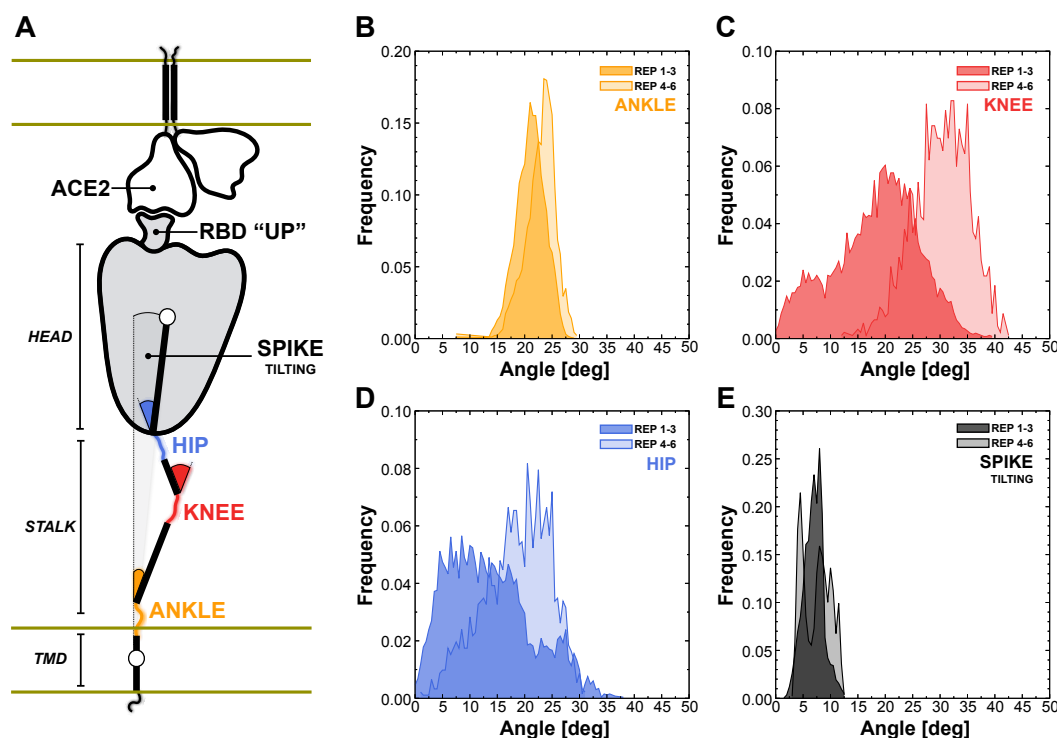 A
ACE2
RBD “UP”
HEAD
SPIKE
TILTING
HIP
KNEE
STALK
ANKLE
TMD
B
0.20
0.15
0.10
0.05
0.00
Frequency
REP 1-3
REP 4-6
ANKLE
0 5 10 15 20 25 30 35 40 45 50
Angle [deg]
C
0.10
0.08
0.06
0.04
0.02
0.00
Frequency
REP 1-3
REP 4-6
KNEE
0 5 10 15 20 25 30 35 40 45 50
Angle [deg]
D
0.10
0.08
0.06
0.04
0.02
0.00
Frequency
REP 1-3
REP 4-6
HIP
0 5 10 15 20 25 30 35 40 45 50
Angle [deg]
E
0.30
0.25
0.20
0.15
0.10
0.05
0.00
Frequency
REP 1-3
REP 4-6
SPIKE
TILTING
0 5 10 15 20 25 30 35 40 45 50
Angle [deg]